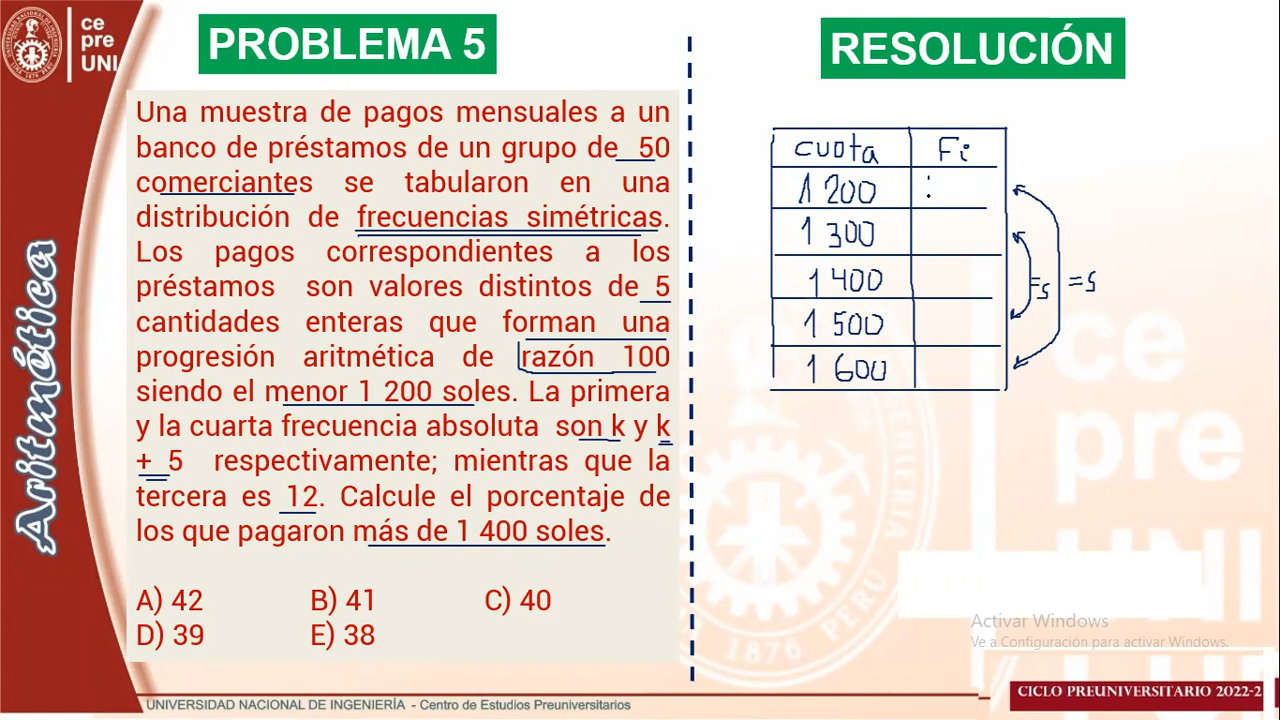 ce
pre
UNI
PROBLEMA 5
Una muestra de pagos mensuales a un
banco de préstamos de un grupo de 50
comerciantes se tabularon en una
distribución de frecuencias simétricas.
Los pagos correspondientes a los
préstamos son valores distintos de 5
cantidades enteras que forman una
progresión aritmética de razón 100
siendo el menor 1 200 soles. La primera
y la cuarta frecuencia absoluta son k y k
+ 5 respectivamente; mientras que la
tercera es 12. Calcule el porcentaje de
los que pagaron más de 1 400 soles.
A) 42 B) 41 C) 40
D) 39 E) 38
Aritmética
RESOLUCIÓN
cuota Fi
1 200 :
1 300
1 400
1 500
1 600
=s =s
ce
pre
UNI
PERU
1876
Activar Windows
Ve a Configuración para activar Windows.
UNIVERSIDAD NACIONAL DE INGENIERÍA - Centro de Estudios Preuniversitarios
CICLO PREUNIVERSITARIO 2022-2